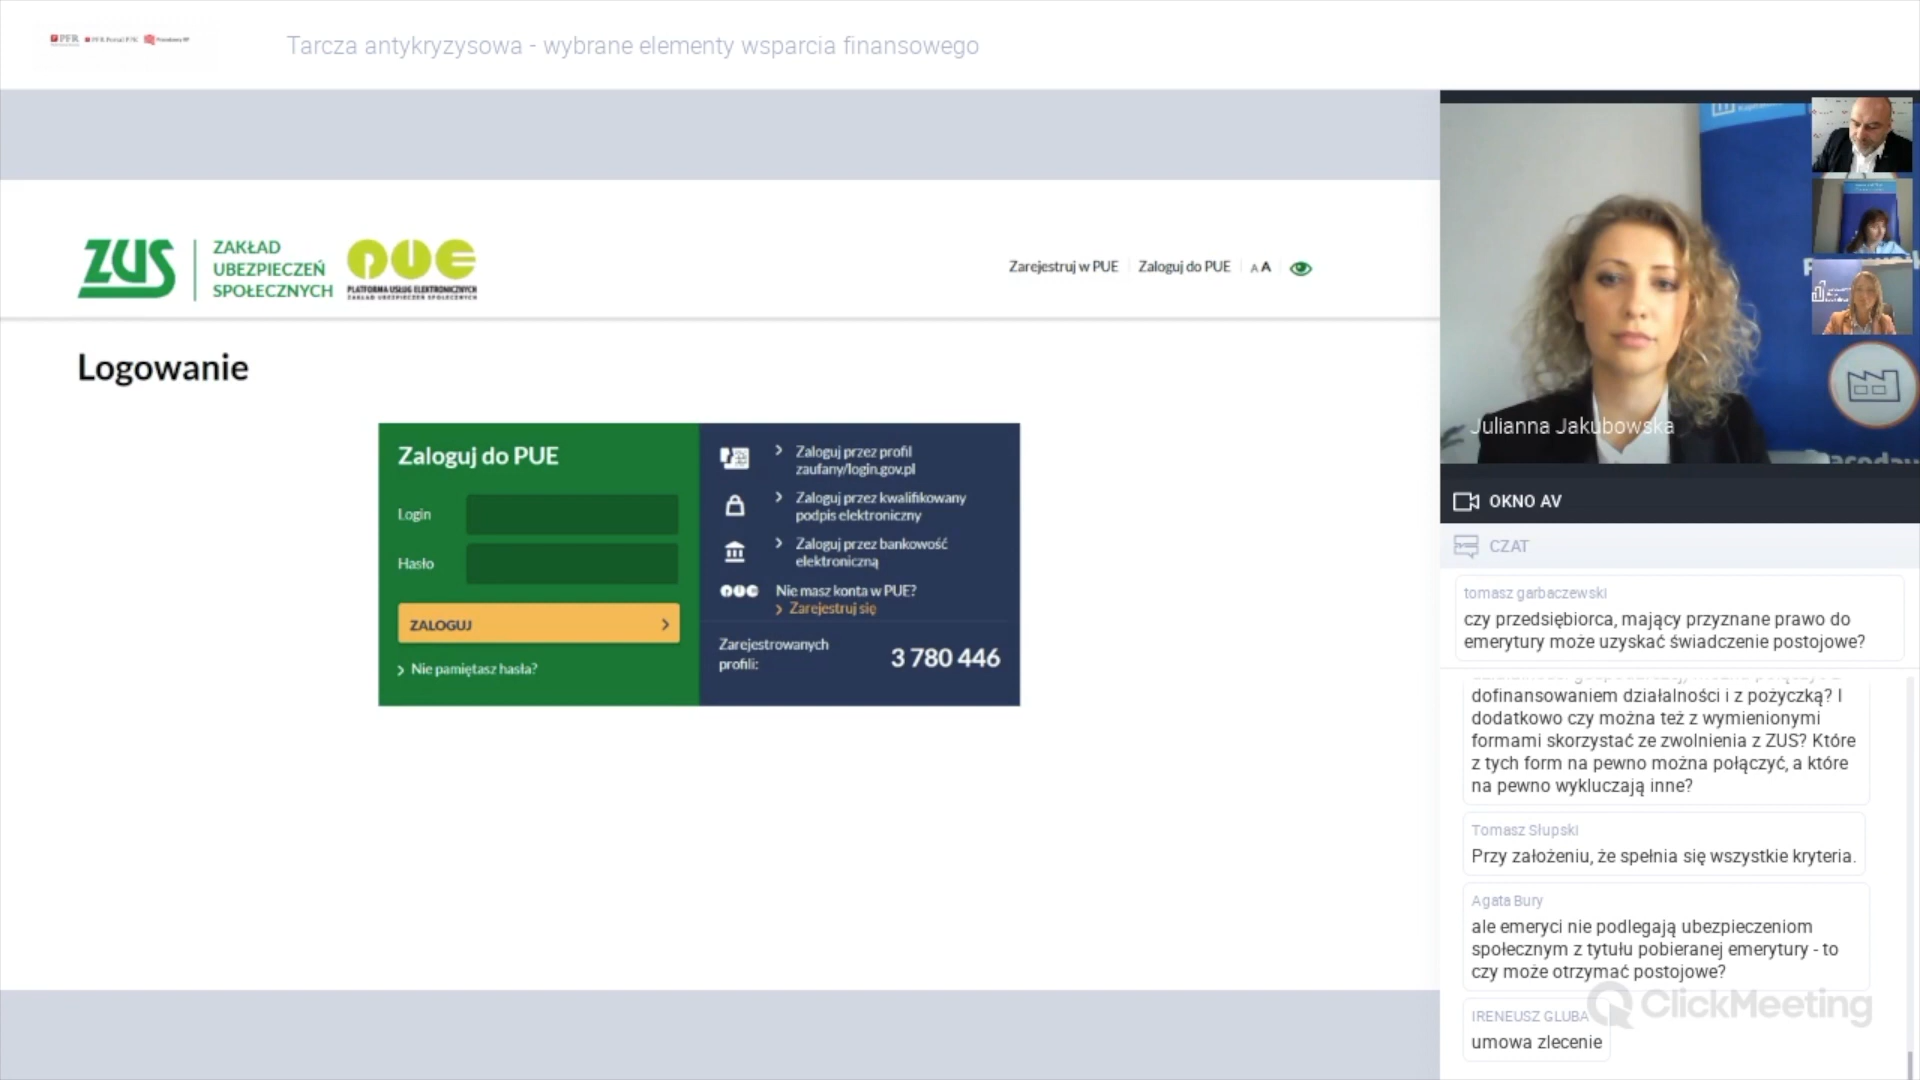 PFR
Tarcza antykryzysowa - wybrane elementy wsparcia finansowego
ZUS
ZAKŁAD
UBEZPIECZEŃ
SPOŁECZNYCH
PUE
PLATFORMA USŁUG ELEKTRONICZNYCH
ZAKŁAD UBEZPIECZEŃ SPOŁECZNYCH
Zarejestruj w PUE
Zaloguj do PUE
A A
Logowanie
Zaloguj do PUE
Login
Hasło
ZALOGUJ
Nie pamiętasz hasła?
Zaloguj przez profil
zaufany/login.gov.pl
Zaloguj przez kwalifikowany
podpis elektroniczny
Zaloguj przez bankowość
elektroniczną
PUE
Nie masz konta w PUE?
Zarejestruj się
Zarejestrowanych
profili:
3 780 446
Julianna Jakubowska
OKNO AV
CZAT
tomasz garbaczewski
czy przedsiębiorca, mający przyznane prawo do
emerytury może uzyskać świadczenie postojowe?
dofinansowaniem działalności i z pożyczką? I
dodatkowo czy można też z wymienionymi
formami skorzystać ze zwolnienia z ZUS? Które
z tych form na pewno można połączyć, a które
na pewno wykluczają inne?
Tomasz Słupski
Przy założeniu, że spełnia się wszystkie kryteria.
Agata Bury
ale emeryci nie podlegają ubezpieczeniom
społecznym z tytułu pobieranej emerytury - to
czy może otrzymać postojowe?
IRENEUSZ GLUBA
umowa zlecenie
ClickMeeting